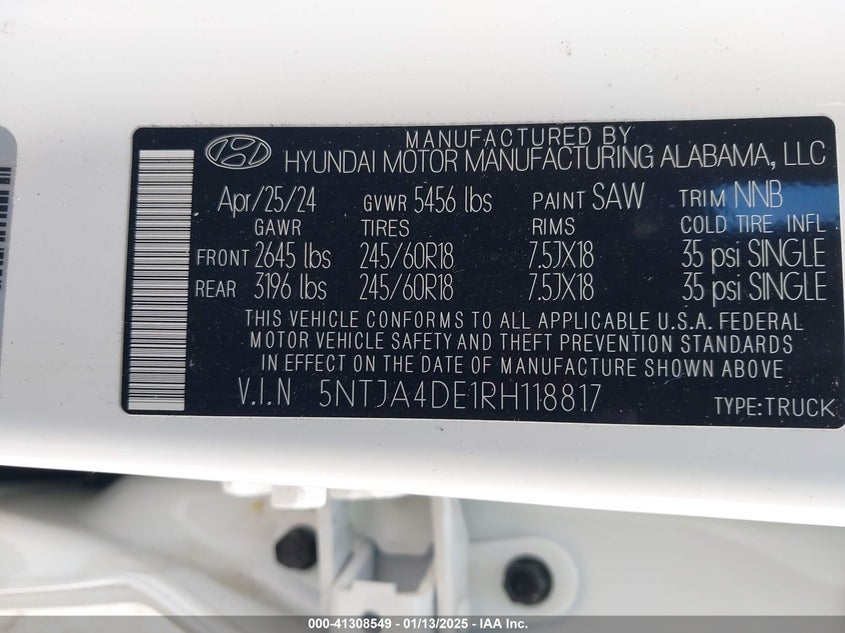 MANUFACTURED BY
HYUNDAI MOTOR MANUFACTURING ALABAMA, LLC
Apr/25/24 GVWR 5456 lbs PAINT SAW TRIM NNB
GAWR TIRES RIMS COLD TIRE INFL
FRONT 2645 lbs 245/60R18 7.5JX18 35 psi SINGLE
REAR 3196 lbs 245/60R18 7.5JX18 35 psi SINGLE
THIS VEHICLE CONFORMS TO ALL APPLICABLE U.S.A. FEDERAL
MOTOR VEHICLE SAFETY AND THEFT PREVENTION STANDARDS
IN EFFECT ON THE DATE OF MANUFACTURE SHOWN ABOVE
V.I.N 5NTJA4DE1RH118817 TYPE:TRUCK
000-41308549 — 01/13/2025 — IAA Inc.